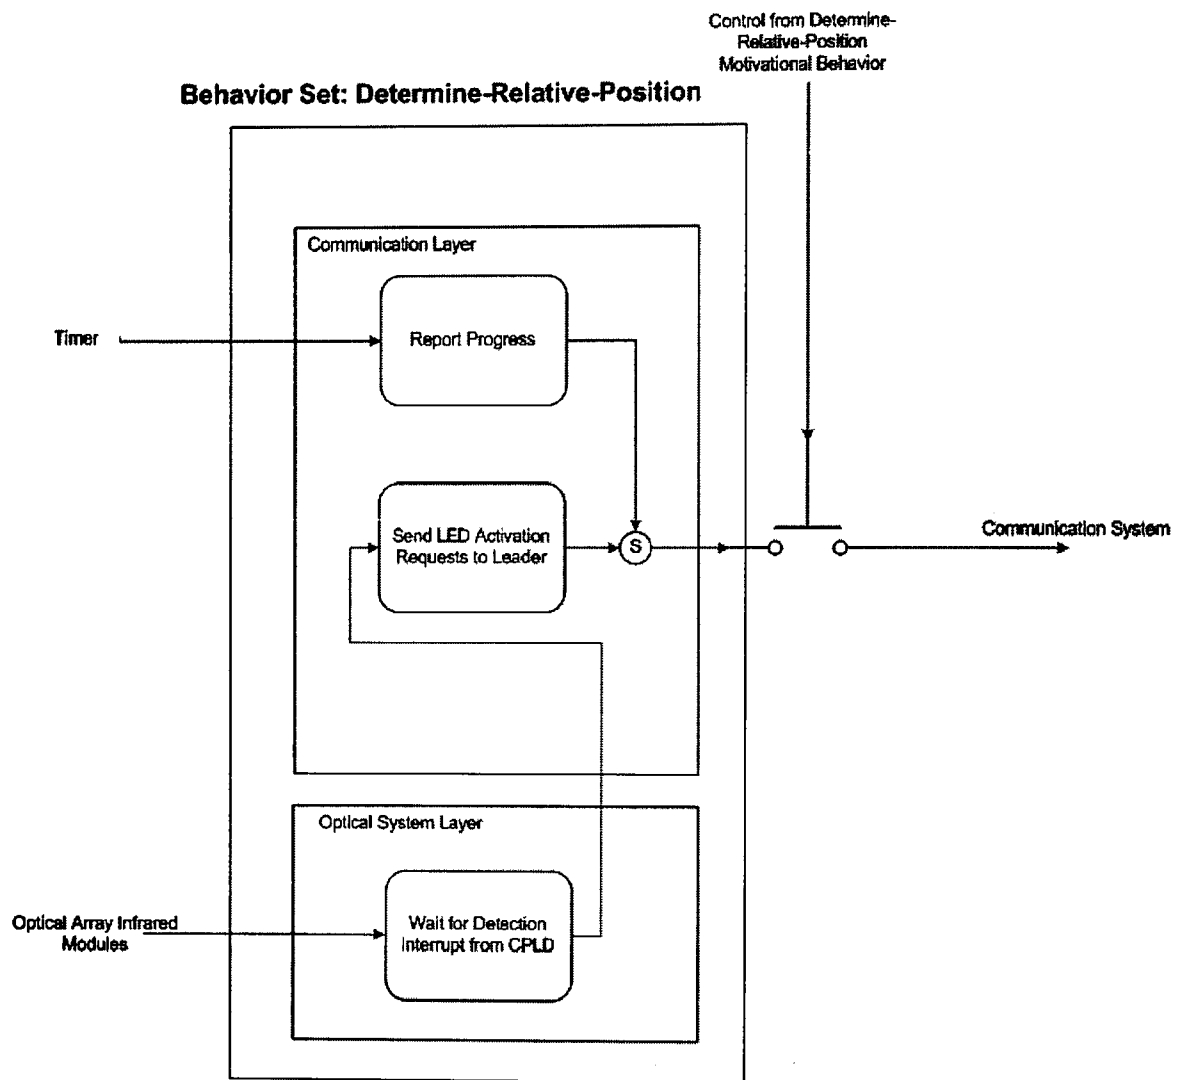 Control from Determine-
Relative-Position
Motivational Behavior
Behavior Set: Determine-Relative-Position
Communication Layer
Timer
Report Progress
Send LED Activation
Requests to Leader
S
Communication System
Optical System Layer
Optical Array Infrared
Modules
Wait for Detection
Interrupt from CPLD